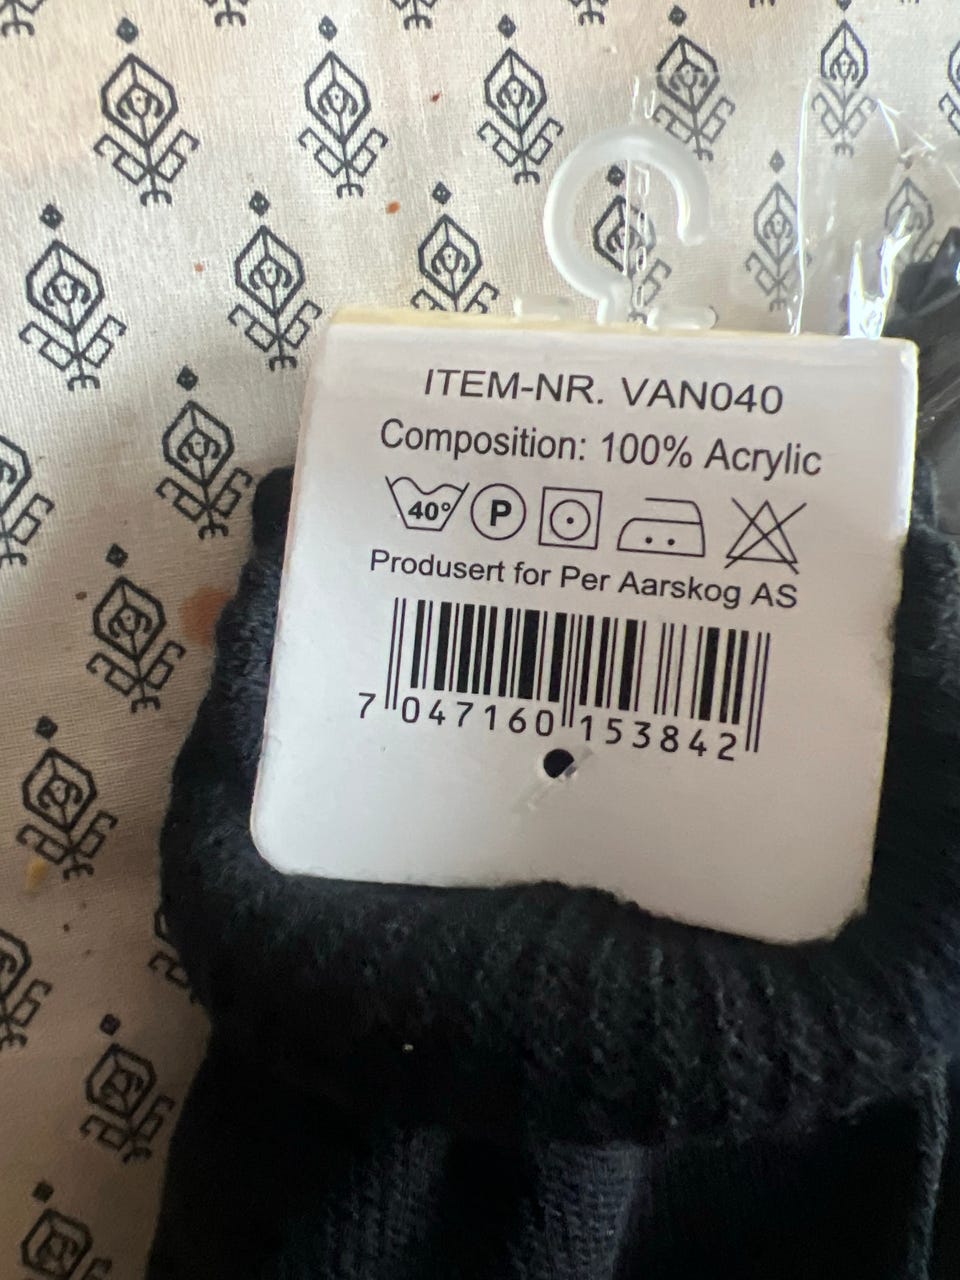 ITEM-NR. VAN040
Composition: 100% Acrylic
40° P
Produsert for Per Aarskog AS
7 047160 153842